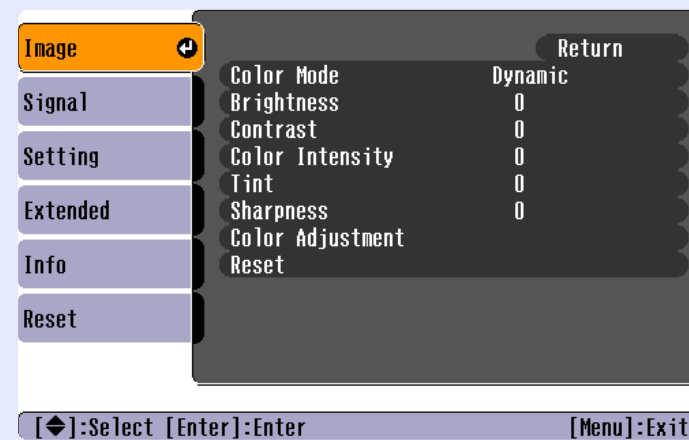 Image
Signal
Setting
Extended
Info
Reset
Return
Color Mode Dynamic
Brightness 0
Contrast 0
Color Intensity 0
Tint 0
Sharpness 0
Color Adjustment
Reset
[◆]:Select [Enter]:Enter [Menu]:Exit